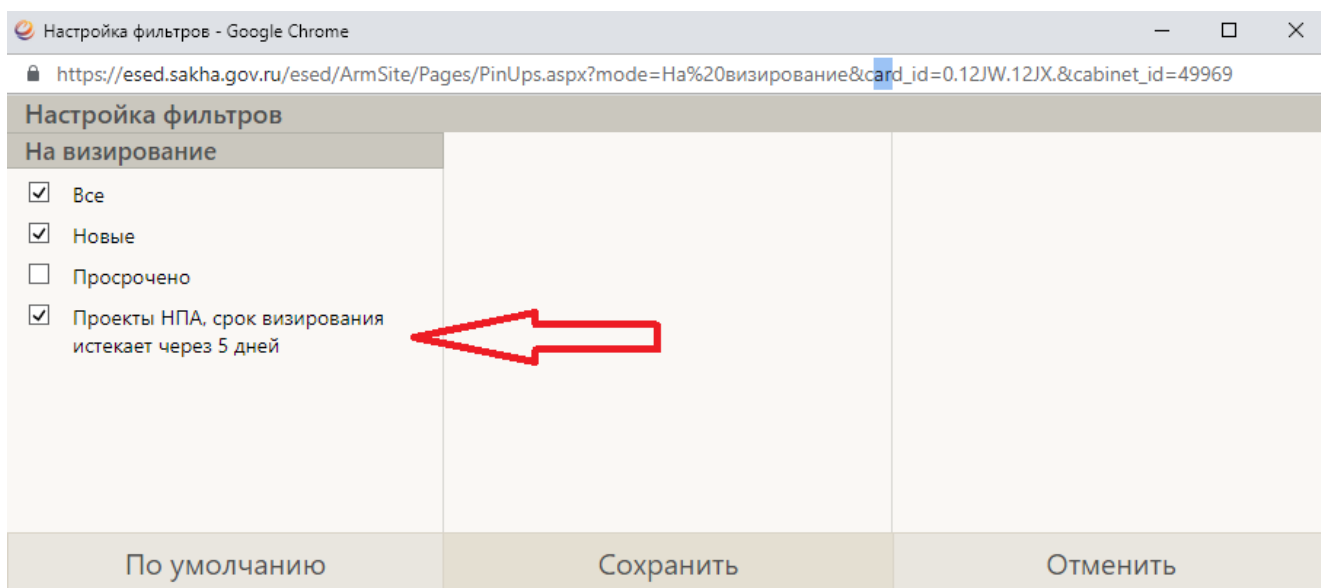 Настройка фильтров - Google Chrome
https://esed.sakha.gov.ru/esed/ArmSite/Pages/PinUps.aspx?mode=На%20визирование&card_id=0.12JW.12JX.&cabinet_id=49969
Настройка фильтров
На визирование
Все
Новые
Просрочено
Проекты НПА, срок визирования
истекает через 5 дней
По умолчанию
Сохранить
Отменить